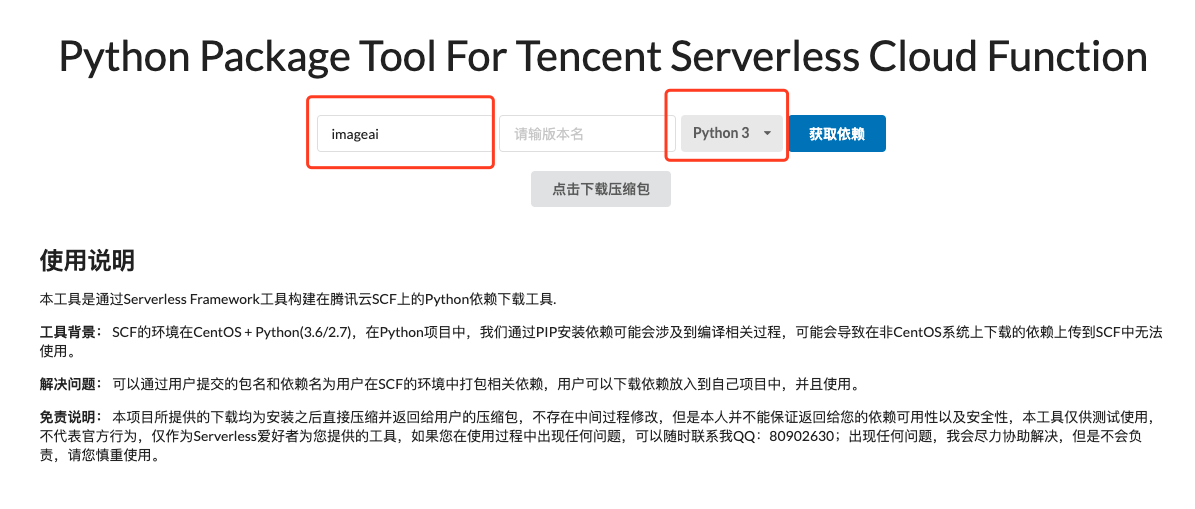 Python Package Tool For Tencent Serverless Cloud Function
imageai 请输版本名 Python 3 获取依赖
点击下载压缩包
使用说明
本工具是通过Serverless Framework工具构建在腾讯云SCF上的Python依赖下载工具.
工具背景： SCF的环境在CentOS + Python(3.6/2.7)，在Python项目中，我们通过PIP安装依赖可能会涉及到编译相关过程，可能会导致在非CentOS系统上下载的依赖上传到SCF中无法
使用。
解决问题： 可以通过用户提交的包名和依赖名为用户在SCF的环境中打包相关依赖，用户可以下载依赖放入到自己项目中，并且使用。
免责说明： 本项目所提供的下载均为安装之后直接压缩并返回给用户的压缩包，不存在中间过程修改，但是本人并不能保证返回给您的依赖可用性以及安全性，本工具仅供测试使用，
不代表官方行为，仅作为Serverless爱好者为您提供的工具，如果您在使用过程中出现任何问题，可以随时联系我QQ：80902630；出现任何问题，我会尽力协助解决，但是不会负
责，请您慎重使用。